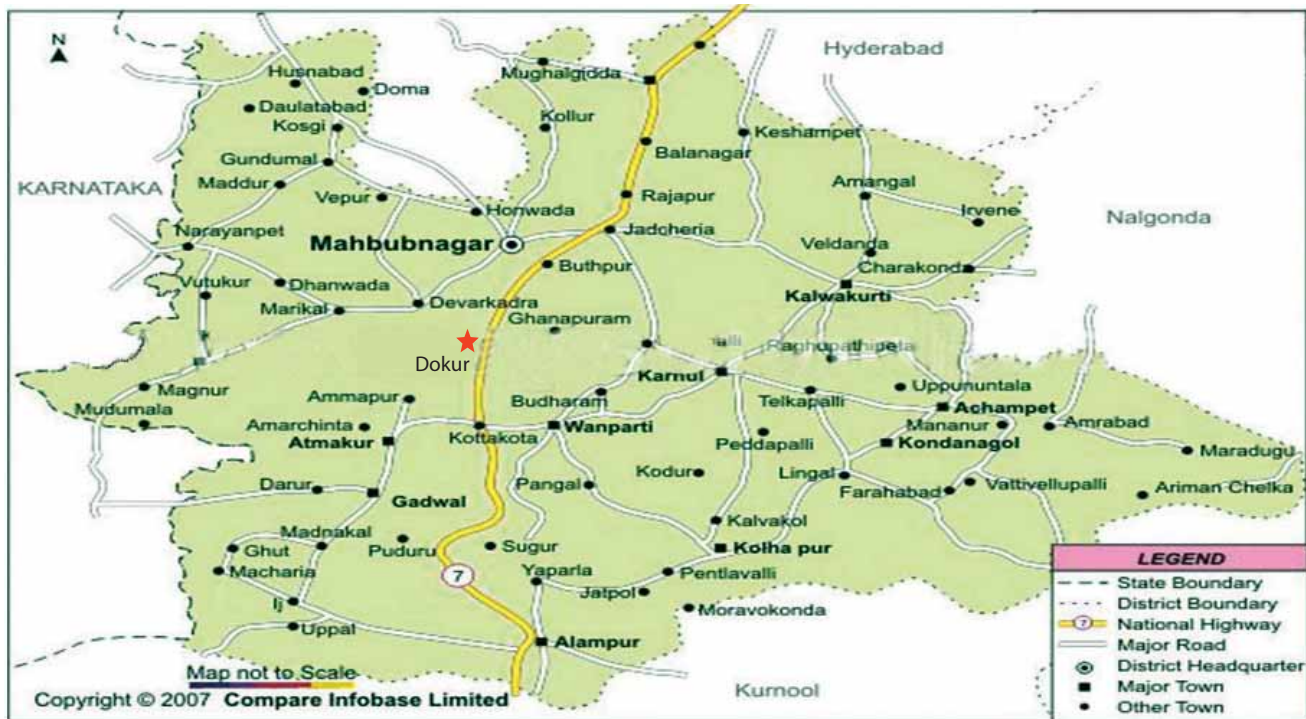 N
Hyderabad
Mughalgidda
Husnabad
Doma
Daulatabad
Kosgi
Kollur
Keshampet
Balanagar
Gundumal
KARNATAKA
Maddur
Vepur
Rajapur
Amangal
Honwada
Irvene
Nalgonda
Narayanpet
Mahbubnagar
Jadcheria
Veldanda
Buthpur
Charakonda
Vutukur
Dhanwada
Kalwakurti
Marikal
Devarkadra
Ghanapuram
Raghupathipeta
Dokur
Karnul
Magnur
Uppununtala
Ammapur
Budharam
Telkapalli
Mudumala
Achampet
Amarchinta
Mananur
Amrabad
Atmakur
Kottakota
Wanparti
Peddapalli
Kondanagol
Maradugu
Kodur
Lingal
Darur
Pangal
Farahabad
Vattivellupalli
Ariman Chelka
Gadwal
Kalvakol
Madnakal
Ghut
Puduru
Sugur
Kolha pur
Macharia
7
Yaparla
Pentlavalli
Jatpol
Ij
Moravokonda
Uppal
Alampur
Map not to Scale
Kurnool
Copyright © 2007 Compare Infobase Limited
LEGEND
State Boundary
District Boundary
7 National Highway
Major Road
District Headquarter
Major Town
Other Town